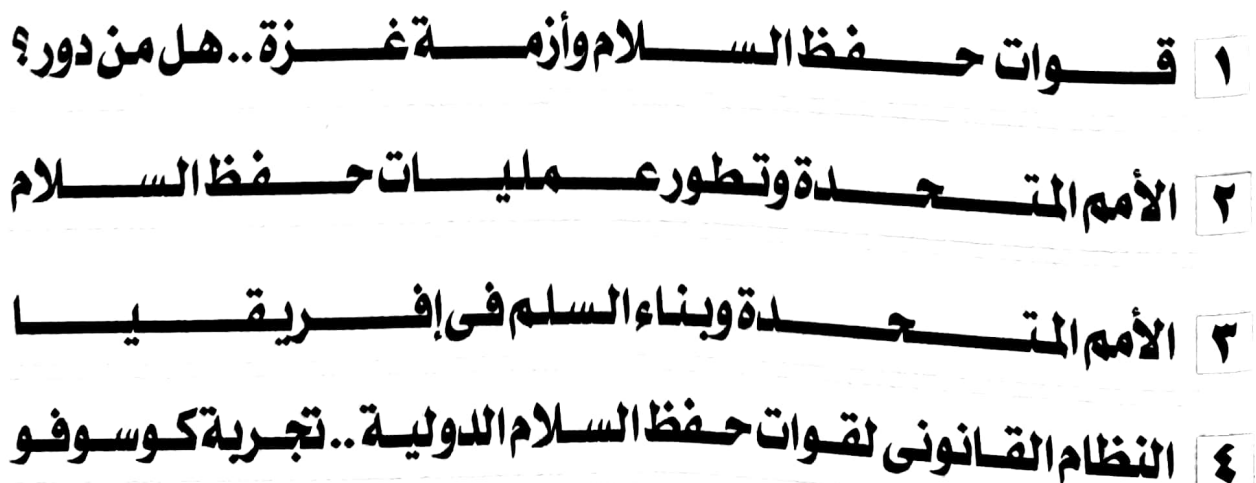 ١ قوات حفظ السلام وأزمة غزة .. هل من دور ؟
٢ الأمم المتحدة وتطور عمليات حفظ السلام
٣ الأمم المتحدة وبناء السلم فى إفريقيا
٤ النظام القانونى لقوات حفظ السلام الدولية .. تجربة كوسوفو